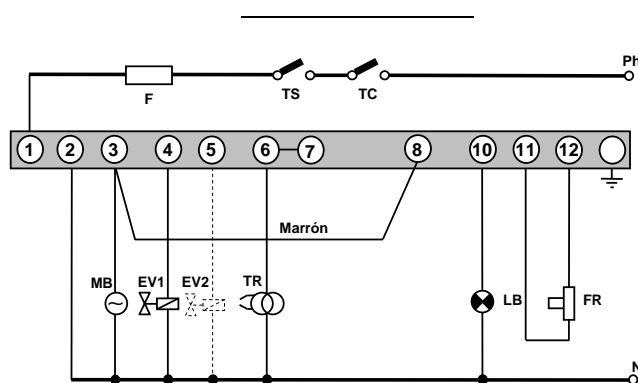 Ph
F
TS
TC
1 2 3 4 5 6 7 8 10 11 12
Marrón
MB EV1 EV2 TR LB FR
N